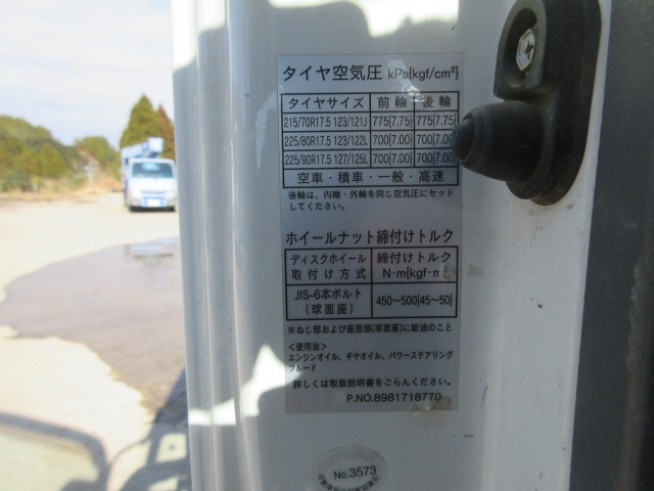 タイヤ空気圧 kPa[kgf/cm²]
タイヤサイズ 前輪 後輪
215/70R17.5 123/121J 775[7.75] 775[7.75]
225/80R17.5 123/122L 700[7.00] 700[7.00]
225/90R17.5 127/125L 700[7.00] 700[7.00]
空車・積車・一般・高速
後輪は、内輪・外輪を同じ空気圧にセット
してください。
ホイールナット締付けトルク
ディスクホイール 締付けトルク
取付け方式 N·m[kgf·m]
JIS-6本ボルト 450～500[45～50]
(球面座)
※ねじ部および座面部(球面座)に給油のこと
<使用油>
エンジンオイル、ギヤオイル、パワーステアリング
フルード
詳しくは取扱説明書をごらんください。
P.NO.8981718770
No.3573